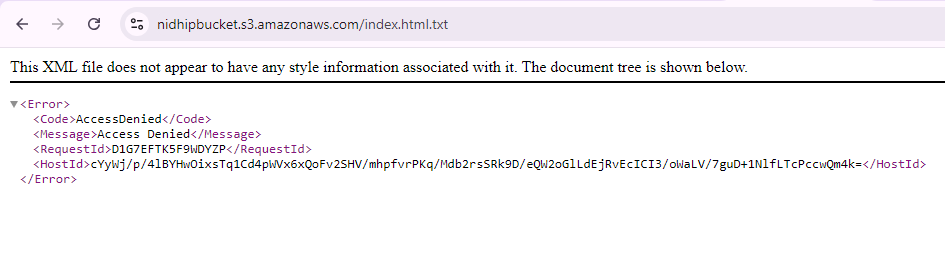 nidhipbucket.s3.amazonaws.com/index.html.txt
This XML file does not appear to have any style information associated with it. The document tree is shown below.
▼<Error>
<Code>AccessDenied</Code>
<Message>Access Denied</Message>
<RequestId>D1G7EFTK5F9WDYZP</RequestId>
<HostId>cYyWj/p/4lBYHwOixsTq1Cd4pWVx6xQoFv2SHV/mhpfvrPKq/Mdb2rsSRk9D/eQW2oGlLdEjRvEcICI3/oWaLV/7guD+1NlfLTcPccwQm4k=</HostId>
</Error>